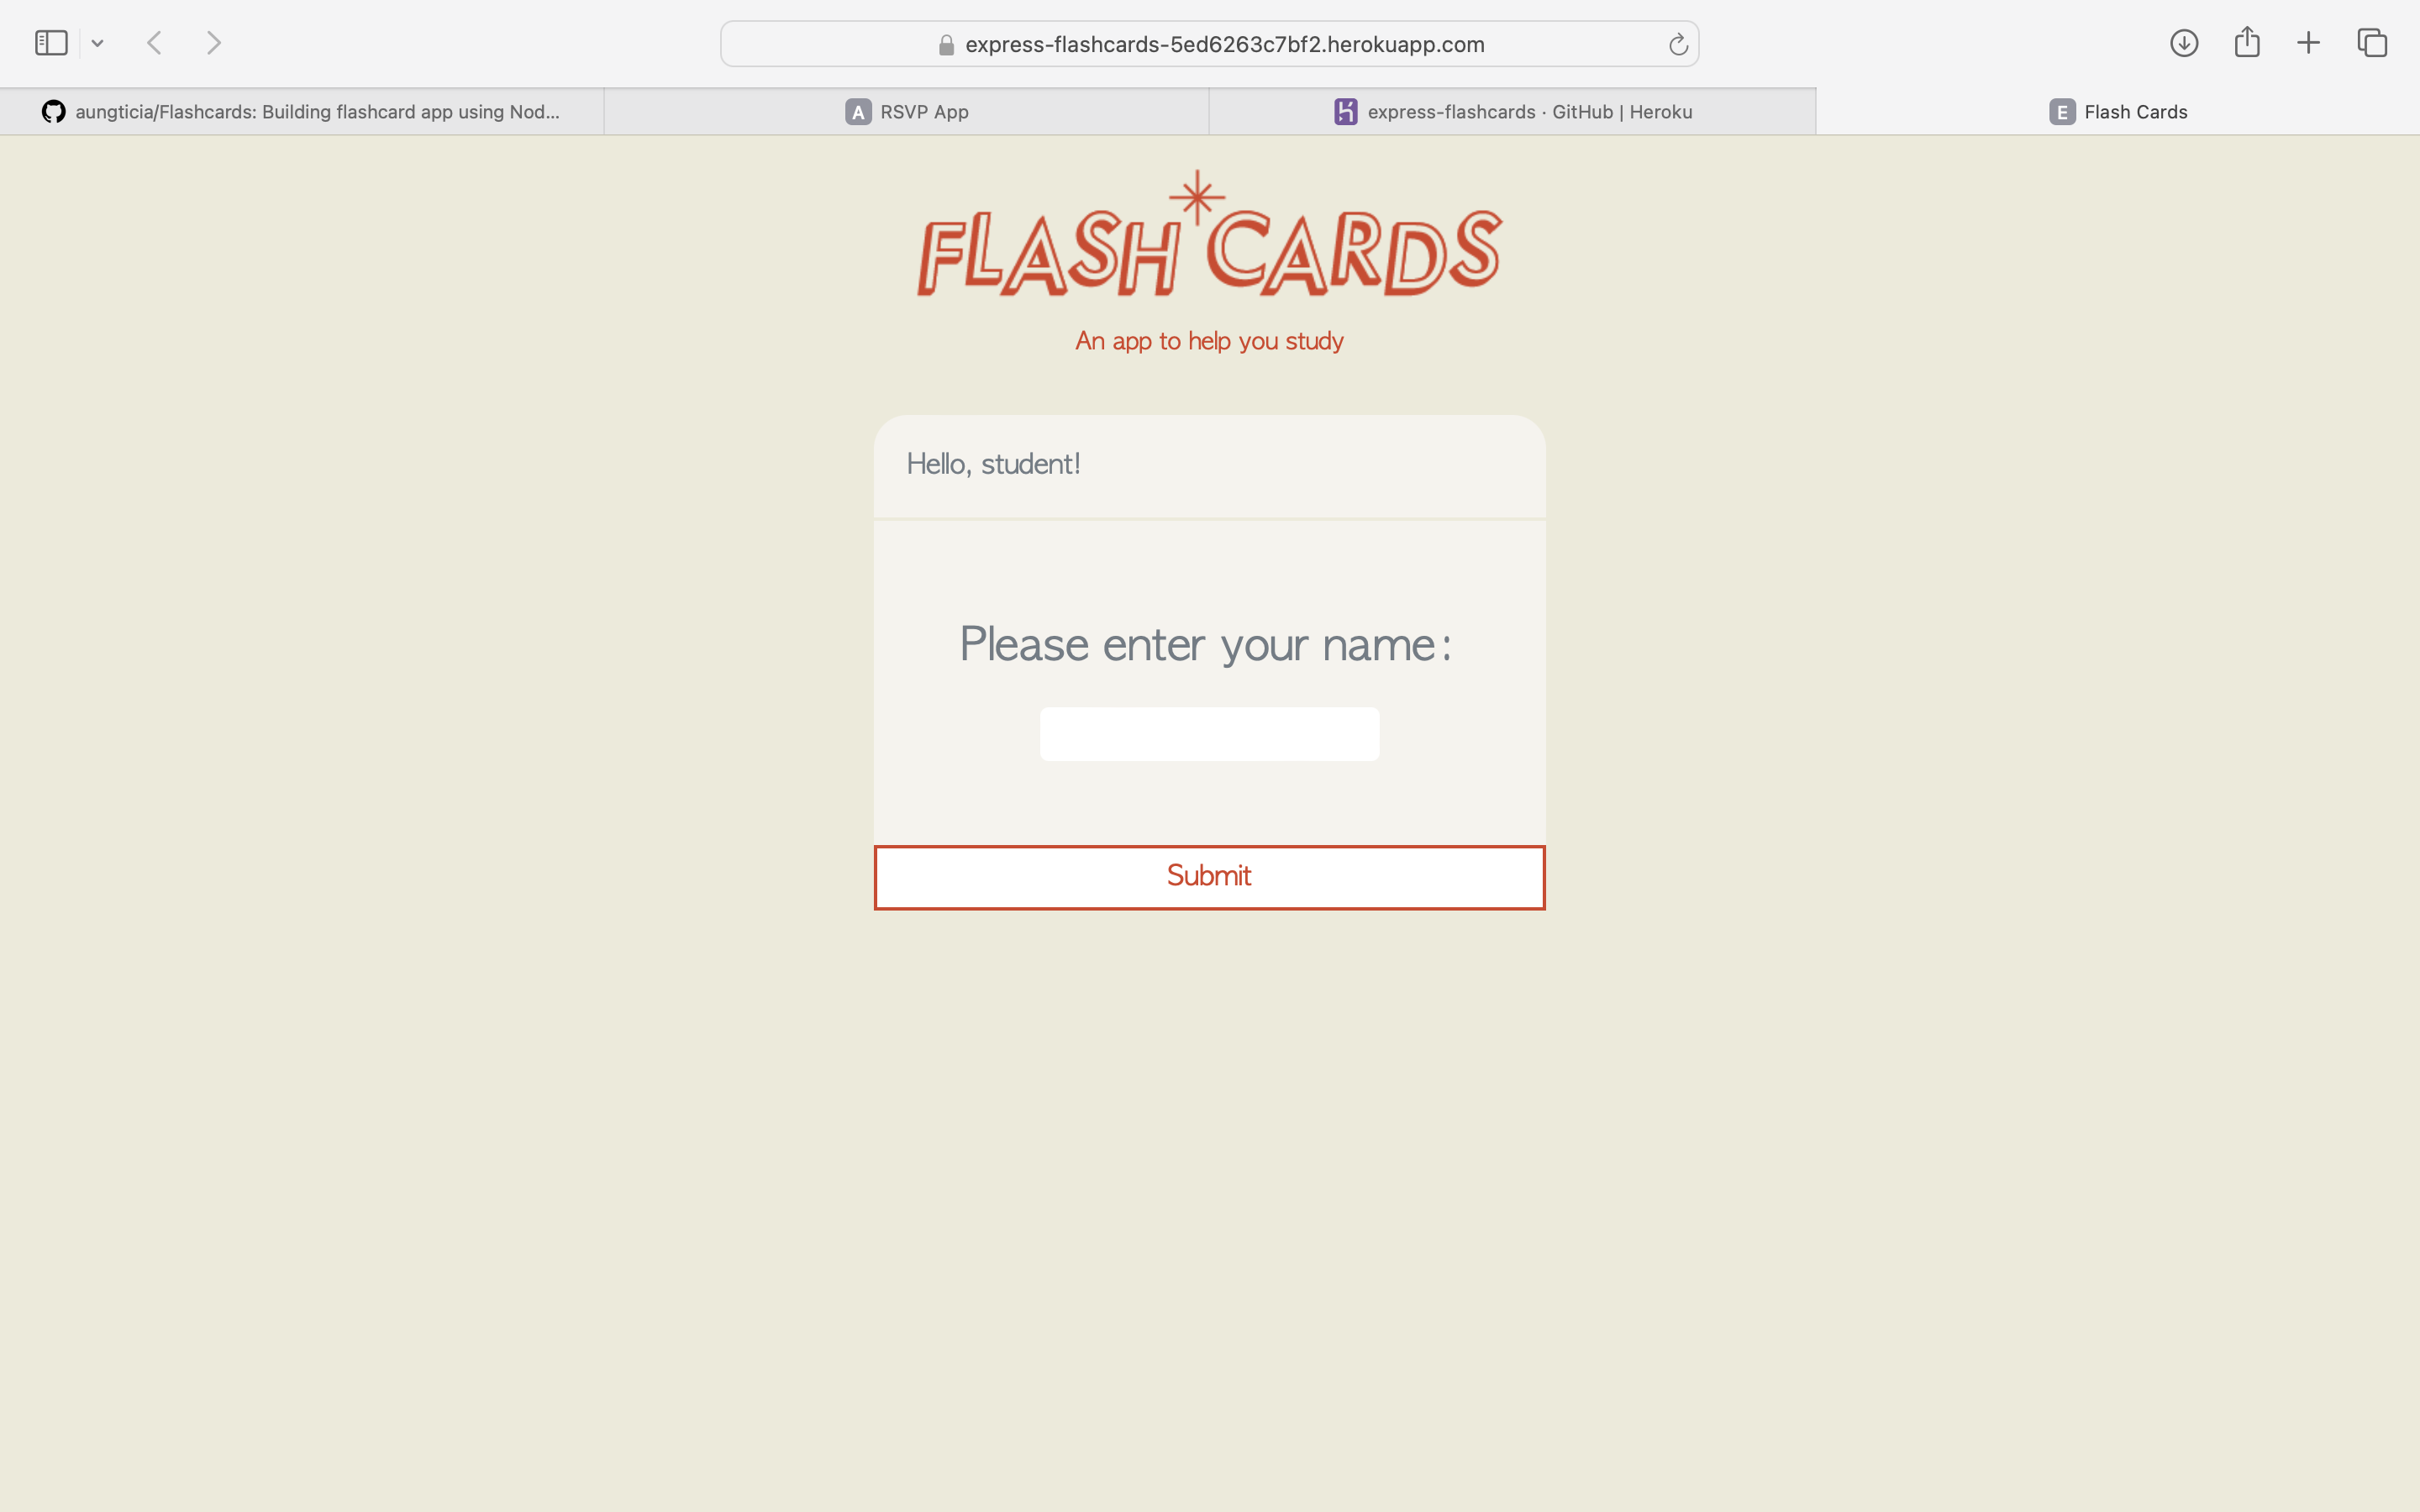 express-flashcards-5ed6263c7bf2.herokuapp.com
aungticia/Flashcards: Building flashcard app using Nod...
A RSVP App
express-flashcards · GitHub | Heroku
E Flash Cards
FLASH CARDS
An app to help you study
Hello, student!
Please enter your name:
Submit